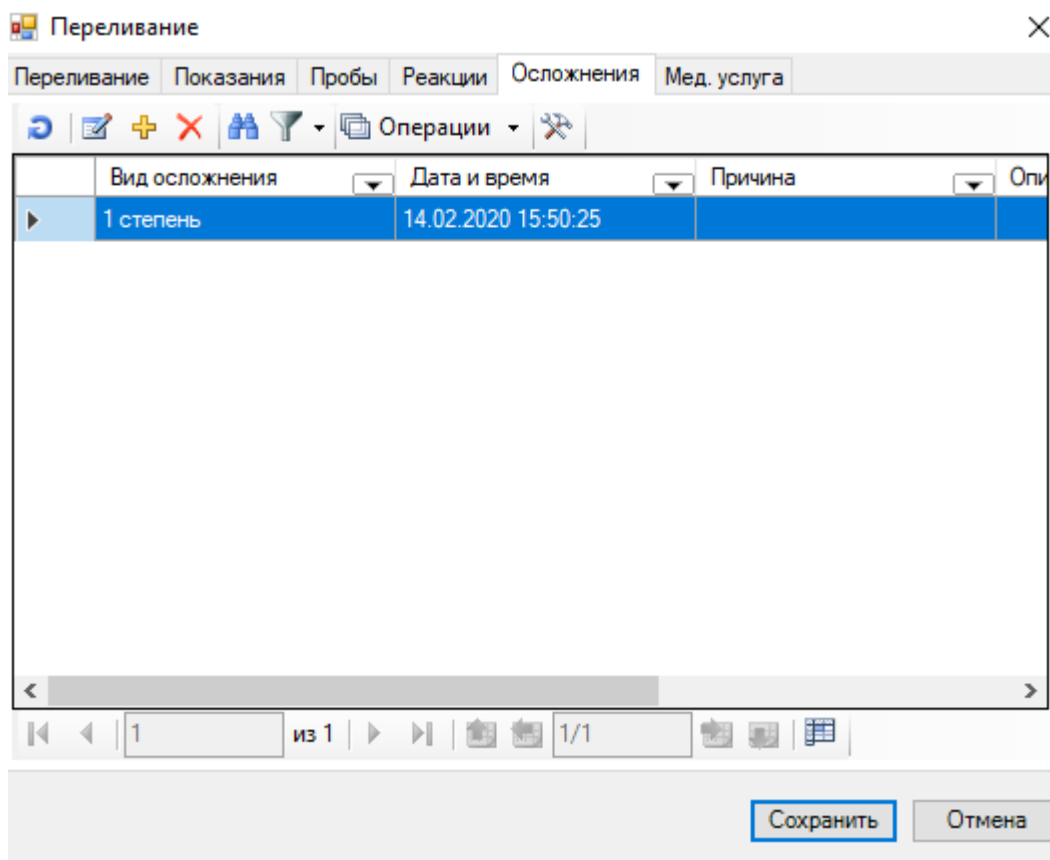 Переливание
Переливание Показания Пробы Реакции Осложнения Мед. услуга
Операции
Вид осложнения Дата и время Причина Опи
1 степень 14.02.2020 15:50:25
1 из 1 1/1
Сохранить Отмена